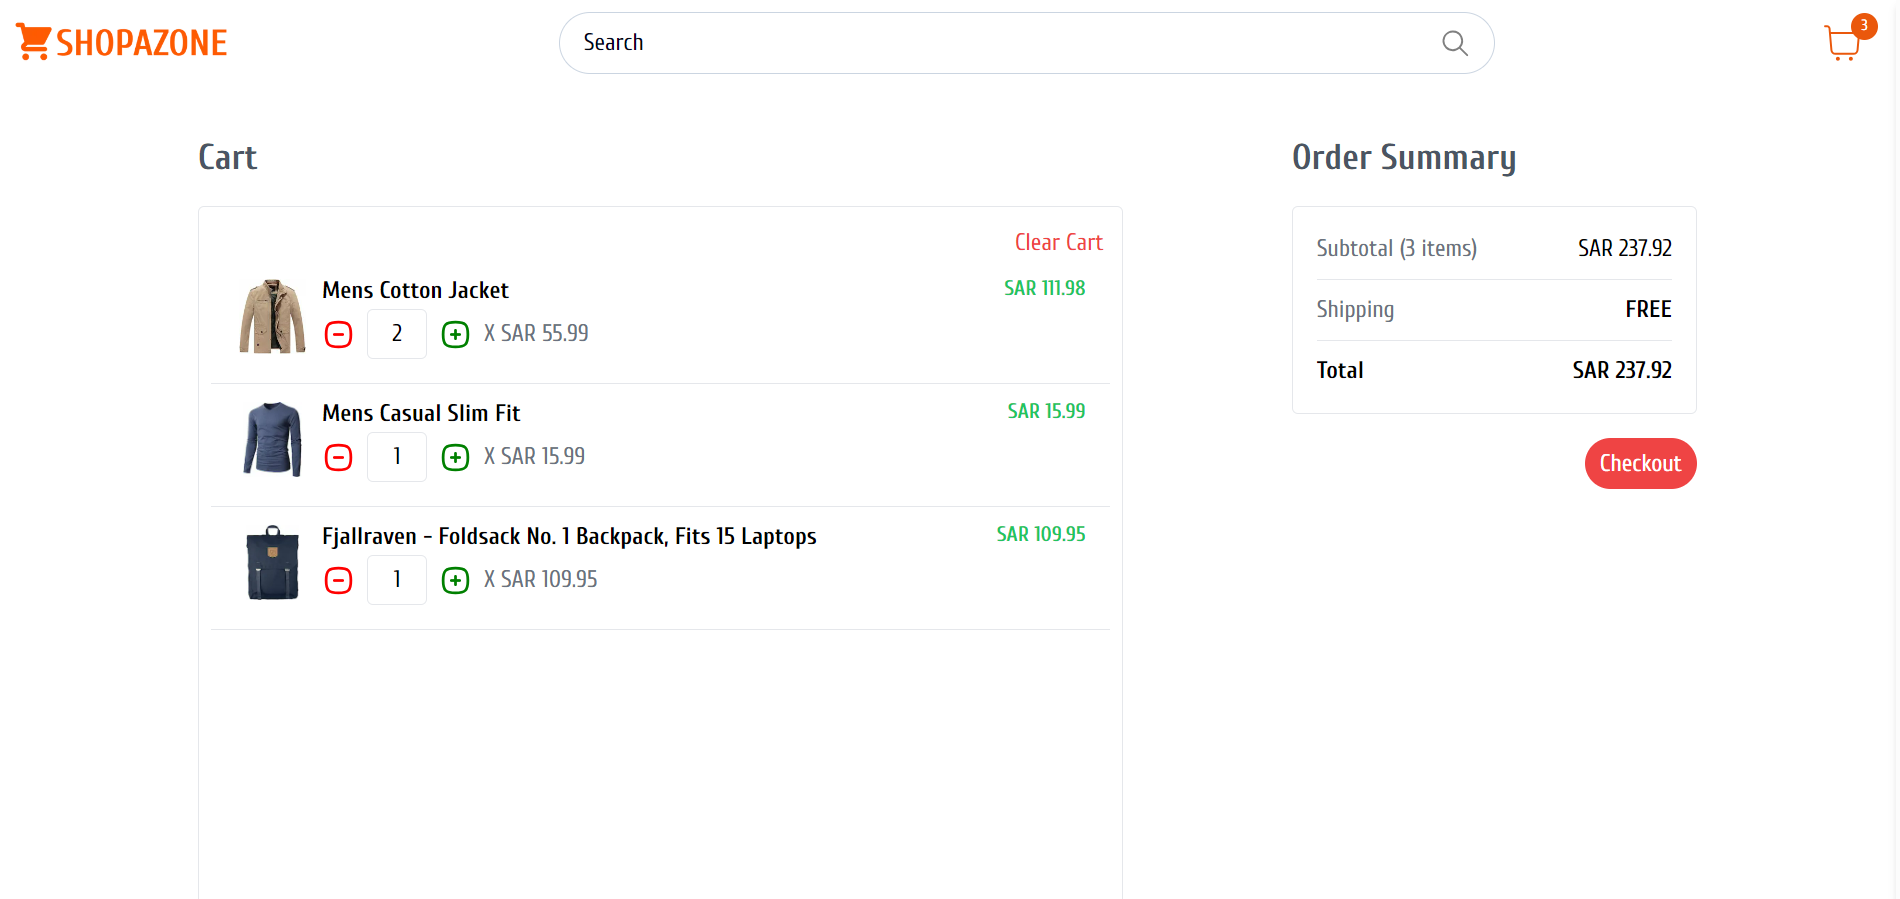 SHOPAZONE
Search
3
Cart
Clear Cart
Mens Cotton Jacket
SAR 111.98
2 X SAR 55.99
Mens Casual Slim Fit
SAR 15.99
1 X SAR 15.99
Fjallraven - Foldsack No. 1 Backpack, Fits 15 Laptops
SAR 109.95
1 X SAR 109.95
Order Summary
Subtotal (3 items) SAR 237.92
Shipping FREE
Total SAR 237.92
Checkout